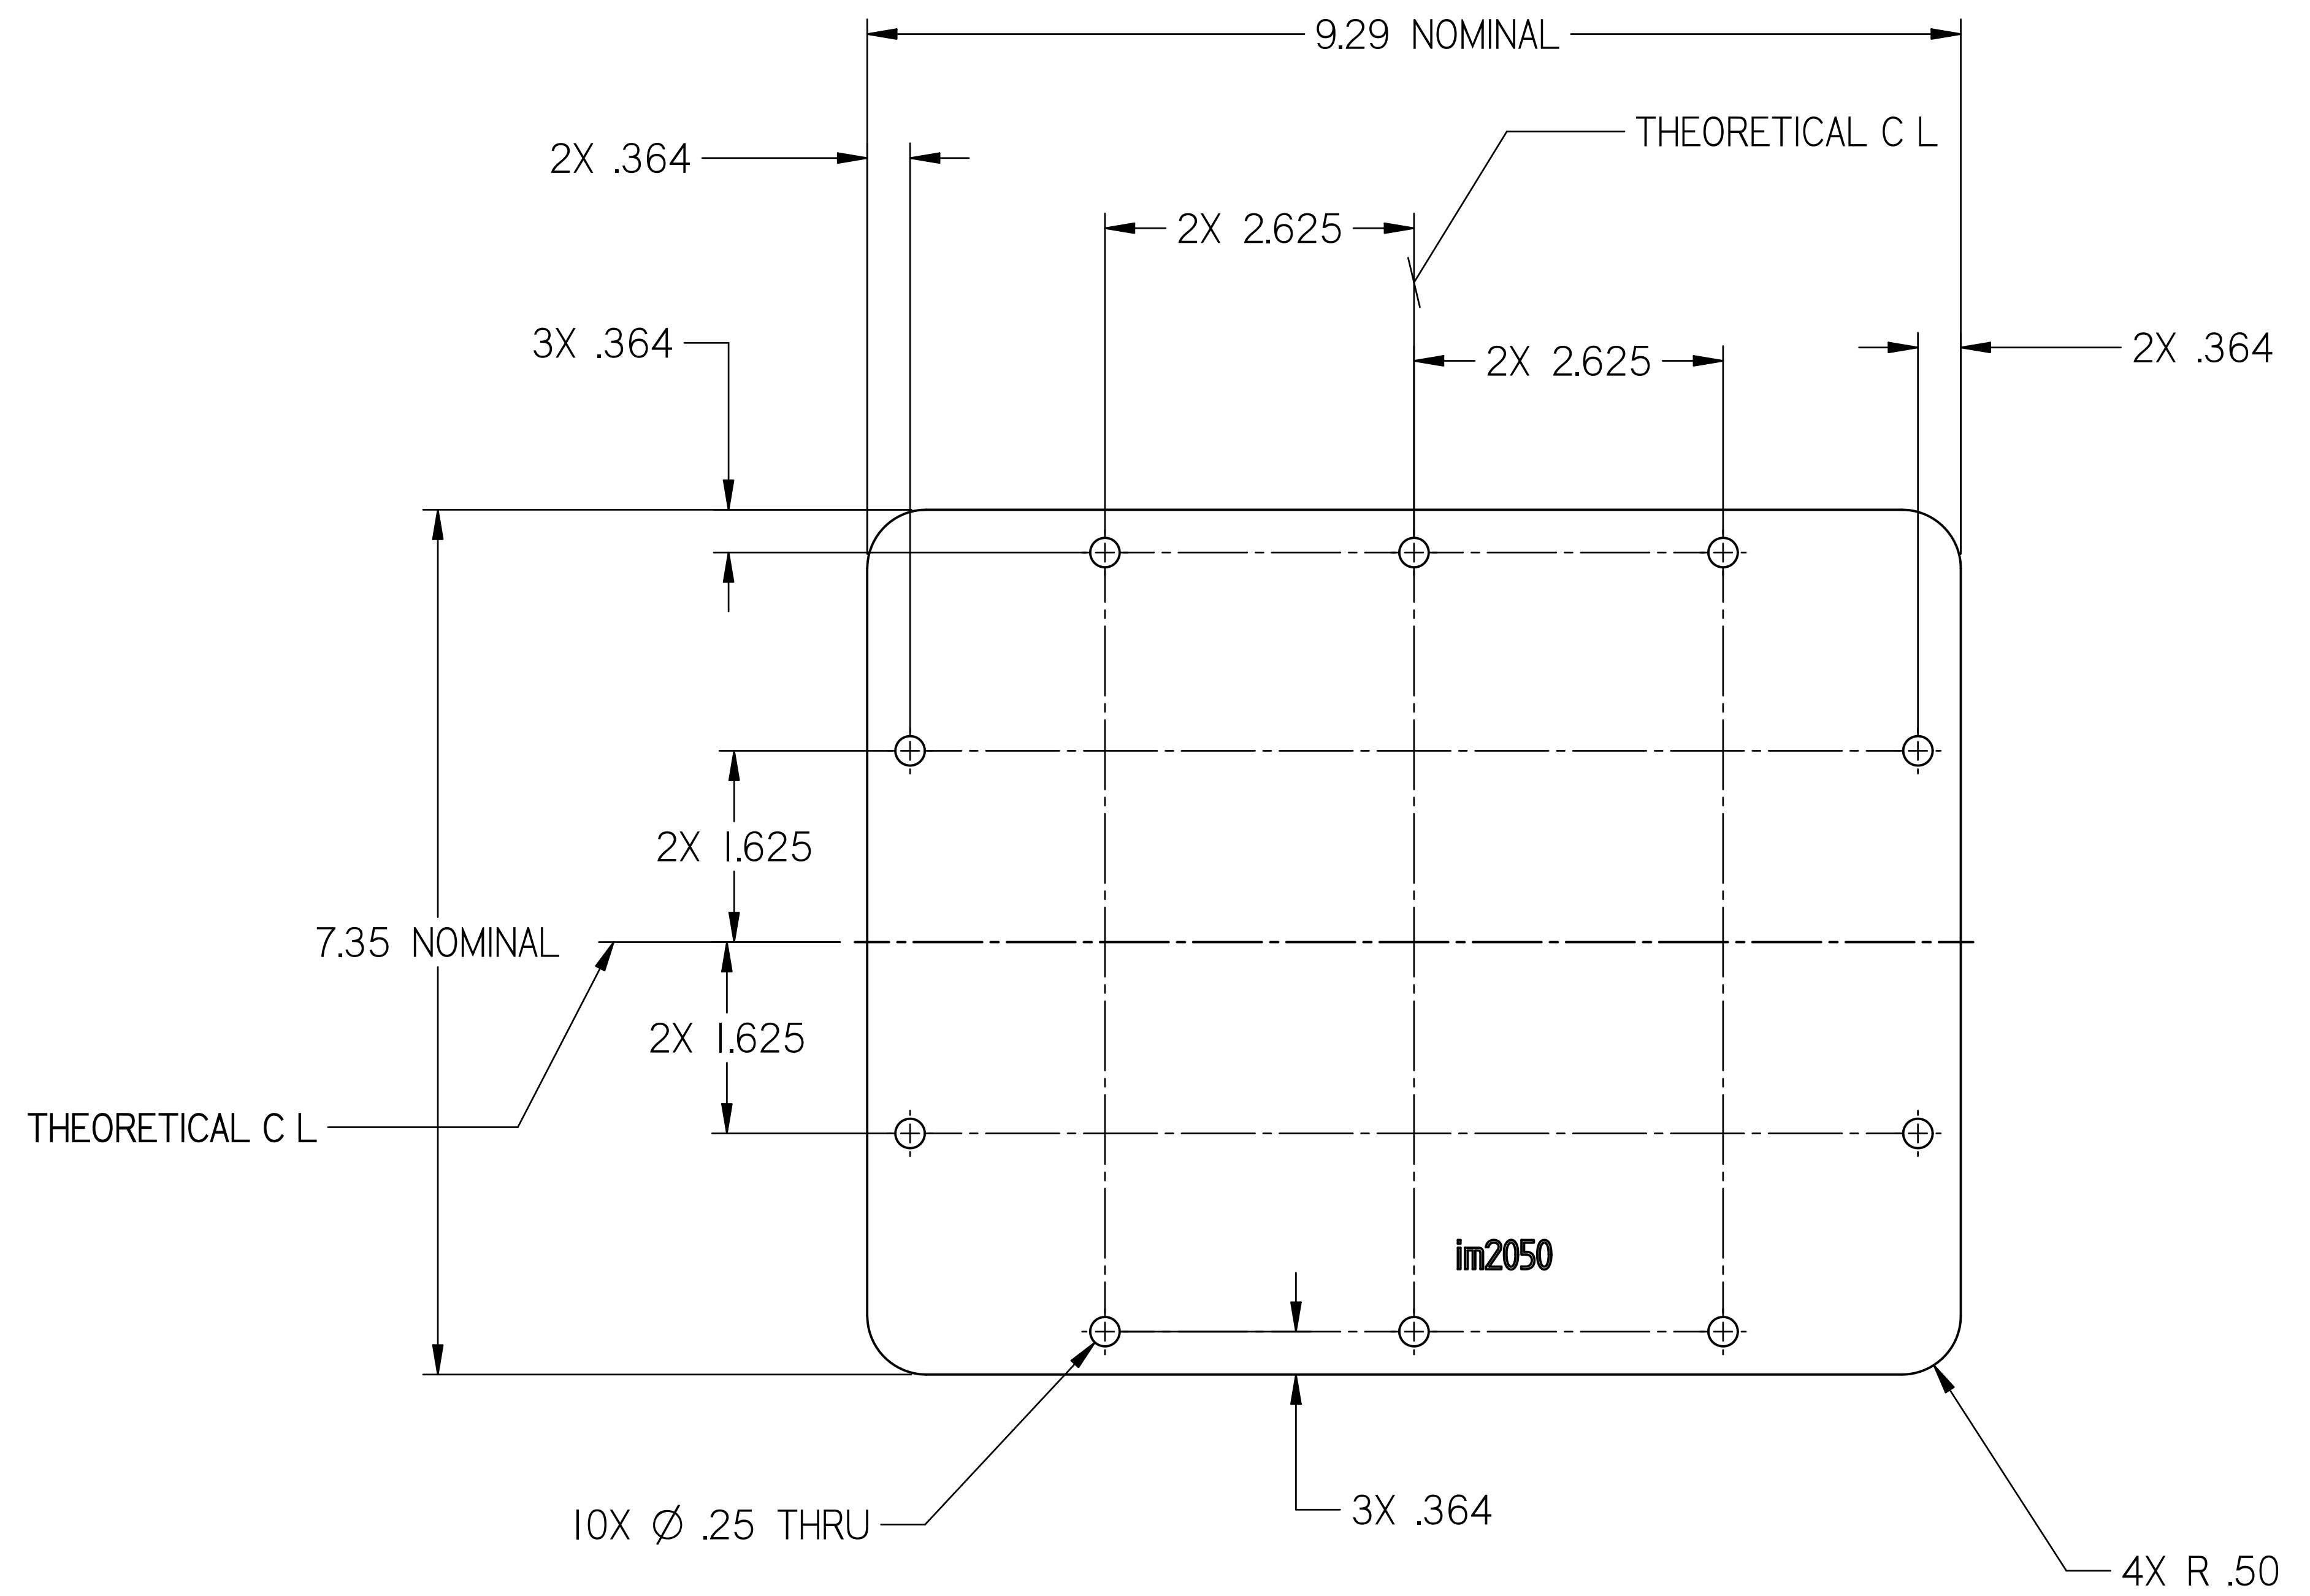 9.29 NOMINAL
THEORETICAL C L
2X .364
2X 2.625
3X .364
2X 2.625
2X .364
2X 1.625
7.35 NOMINAL
2X 1.625
THEORETICAL C L
im2050
3X .364
10X Ø .25 THRU
4X R .50